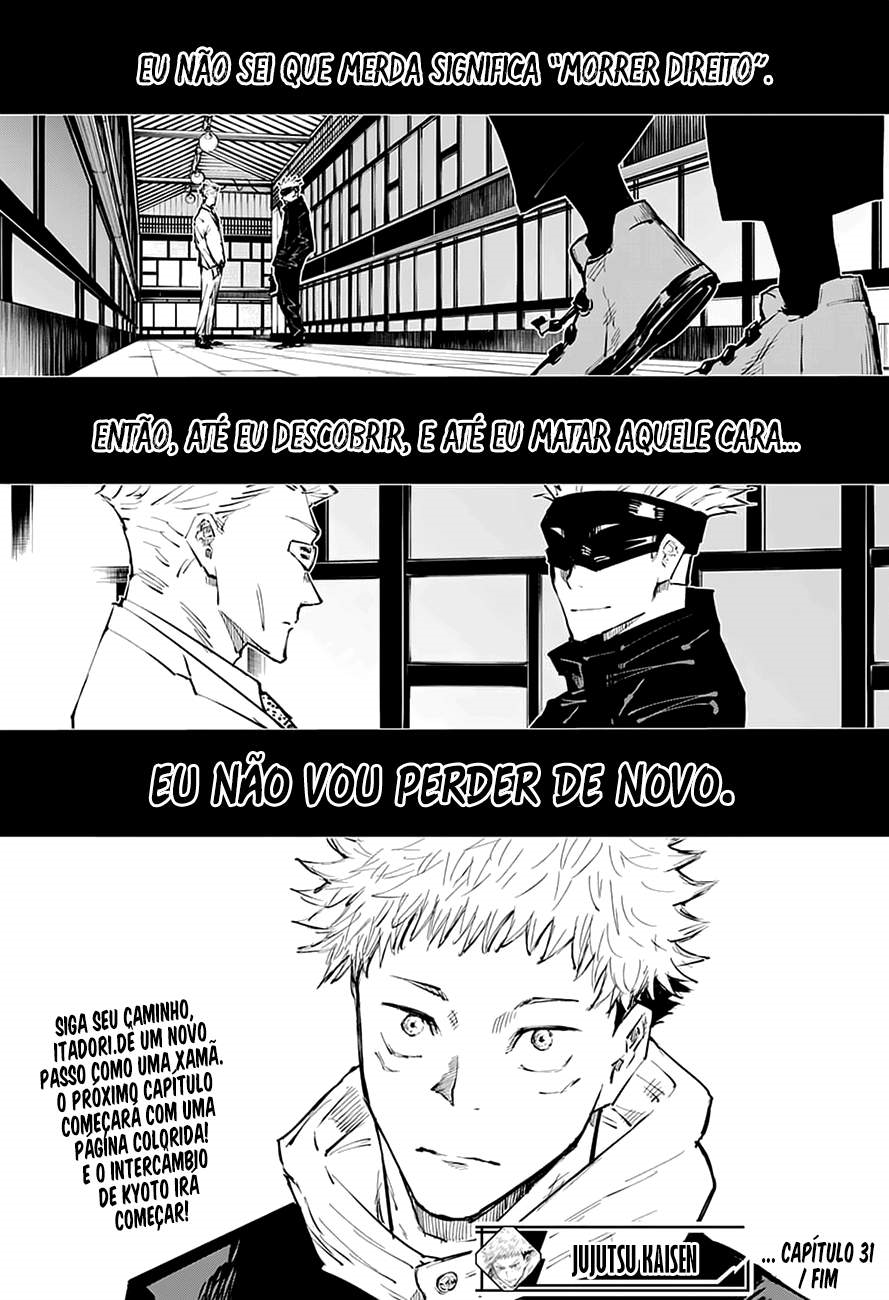 EU NÃO SEI QUE MERDA SIGNIFICA "MORRER DIREITO".
ENTÃO, ATÉ EU DESCOBRIR, E ATÉ EU MATAR AQUELE CARA...
EU NÃO VOU PERDER DE NOVO.
SIGA SEU CAMINHO,
ITADORI.DÊ UM NOVO
PASSO COMO UMA XAMÃ.
O PRÓXIMO CAPÍTULO
COMEÇARÁ COM UMA
PÁGINA COLORIDA!
E O INTERCÂMBIO
DE KYOTO IRÁ
COMEÇAR!
JUJUTSU KAISEN
... CAPÍTULO 31
/ FIM